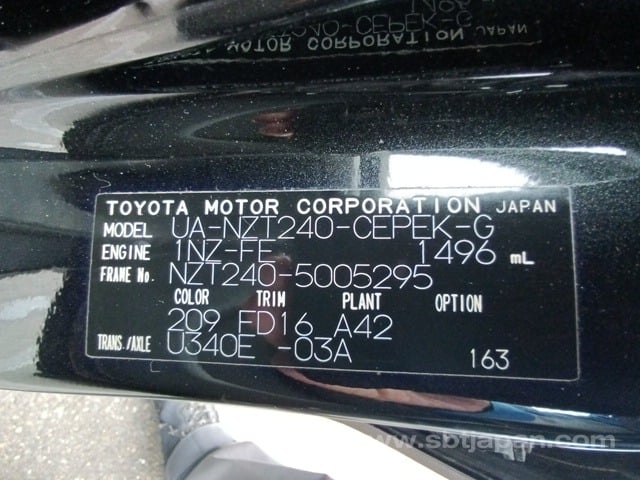 TOYOTA MOTOR CORPORATION JAPAN
MODEL UA-NZT240-CEPEK-G
ENGINE 1NZ-FE 1496 mL
FRAME No. NZT240-5005295
COLOR TRIM PLANT OPTION
209 FD16 A42
TRANS./AXLE U340E -03A 163
www.sbtjapan.com